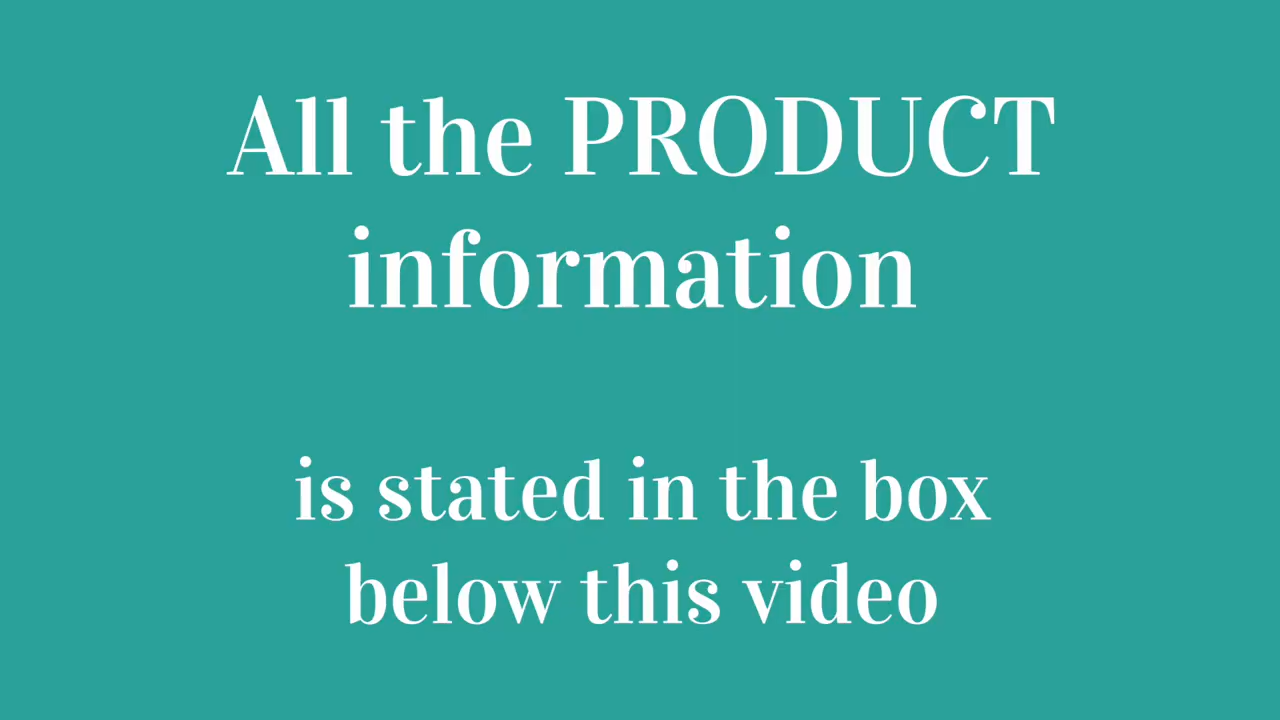 All the PRODUCT
information
is stated in the box
below this video